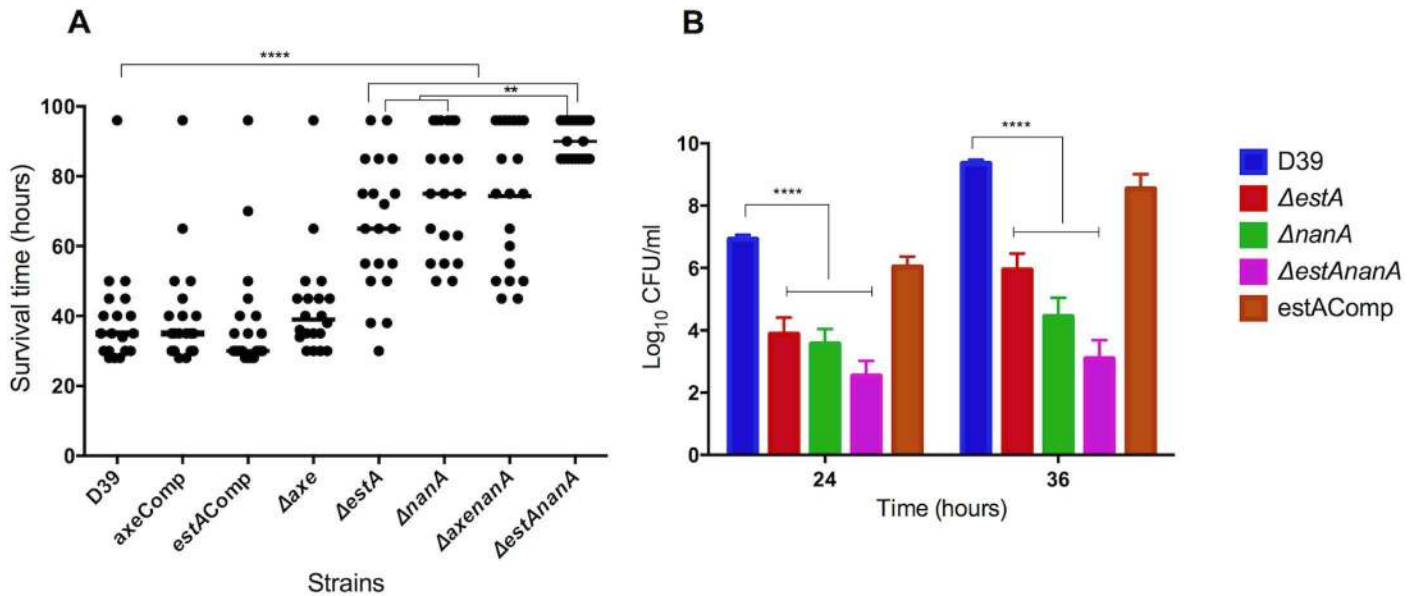 A
****
**
100
80
60
40
20
0
Survival time (hours)
D39
axeComp
estAComp
Δaxe
ΔestA
ΔnanA
ΔaxenanA
ΔestAnanA
Strains
B
****
****
10
8
6
4
2
0
Log₁₀ CFU/ml
24
36
Time (hours)
D39
ΔestA
ΔnanA
ΔestAnanA
estAComp